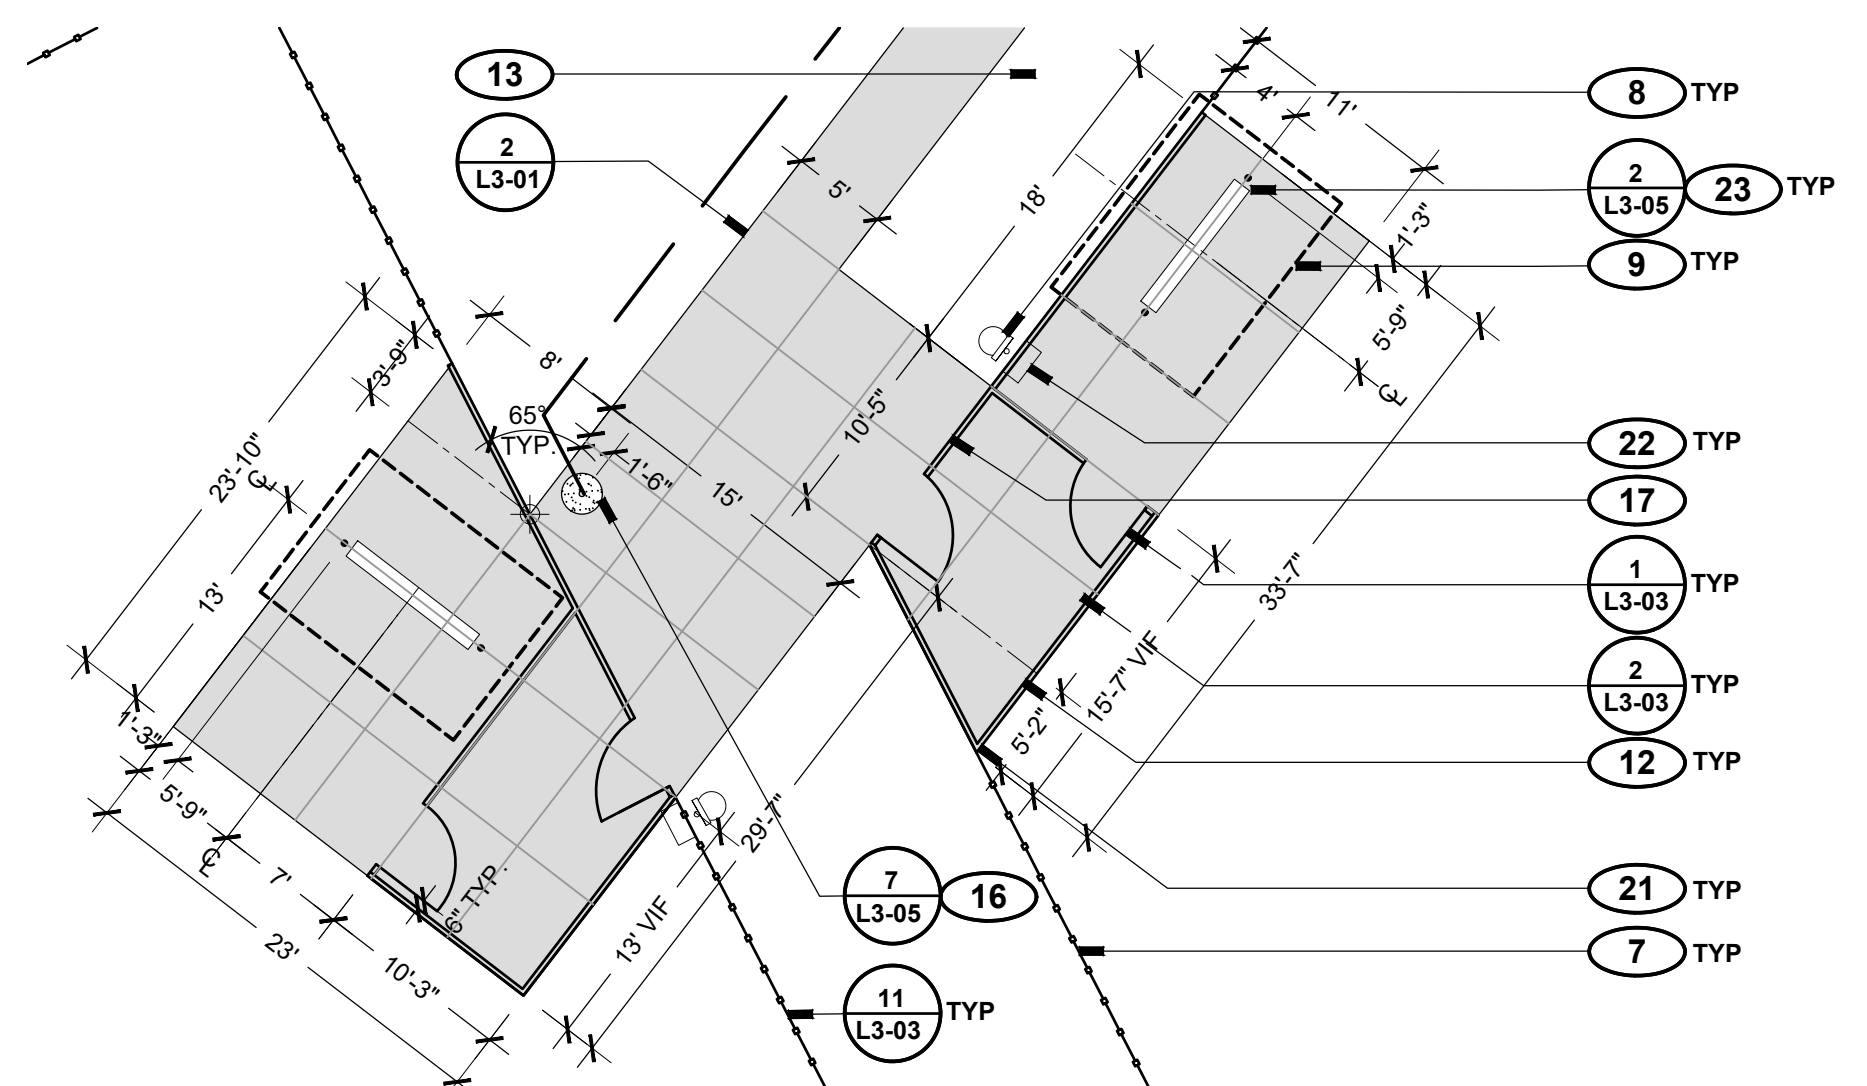 13
2
L3-01
8 TYP
2
L3-05
23 TYP
9 TYP
22 TYP
17
1
L3-03
TYP
2
L3-03
TYP
12 TYP
21 TYP
7 TYP
7
L3-05
16
11
L3-03
TYP
4'
11'
5'
18'
1'-3"
5'-9"
℄
3'-9"
8'
65°
TYP.
10'-5"
1'-6"
15'
23'-10"
℄
13'
33'-7"
15'-7" VIF
5'-2"
1'-3"
5'-9"
℄
7'
23'
10'-3"
6" TYP.
29'-7"
13' VIF